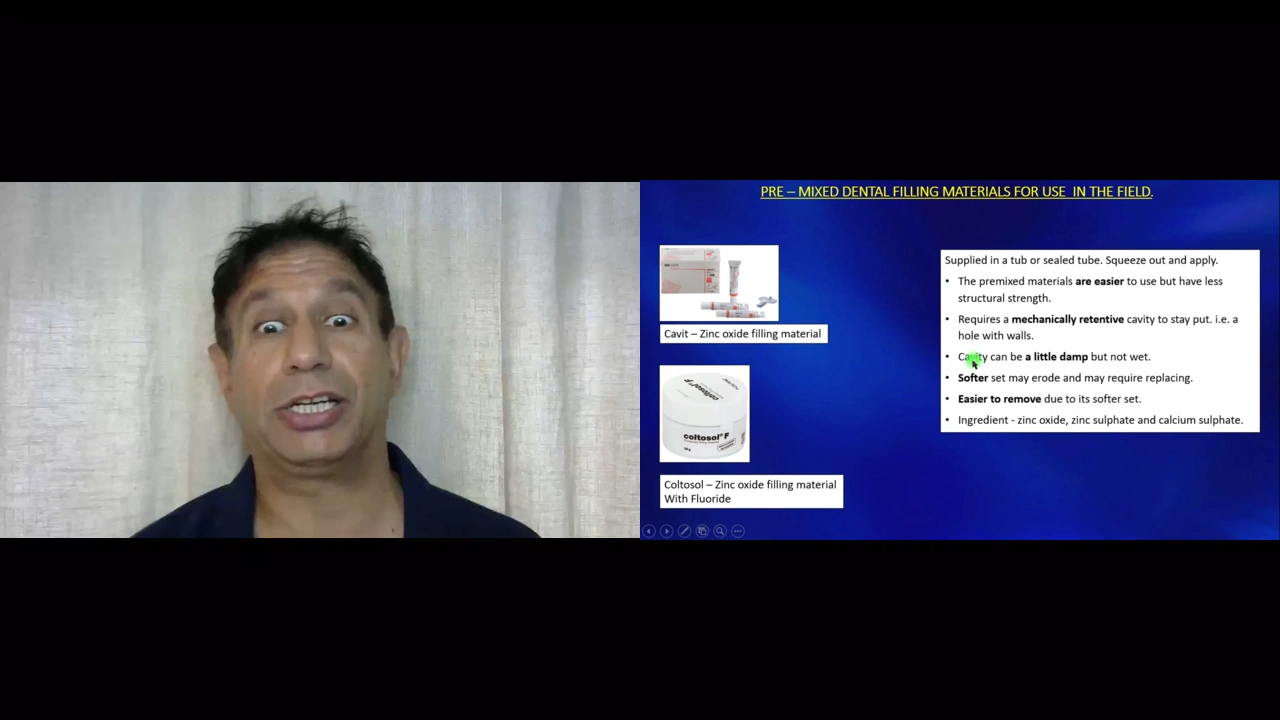 PRE – MIXED DENTAL FILLING MATERIALS FOR USE IN THE FIELD.
Cavit – Zinc oxide filling material
coltosol® F
Coltosol – Zinc oxide filling material
With Fluoride
Supplied in a tub or sealed tube. Squeeze out and apply.
• The premixed materials are easier to use but have less
structural strength.
• Requires a mechanically retentive cavity to stay put. i.e. a
hole with walls.
• Cavity can be a little damp but not wet.
• Softer set may erode and may require replacing.
• Easier to remove due to its softer set.
• Ingredient - zinc oxide, zinc sulphate and calcium sulphate.